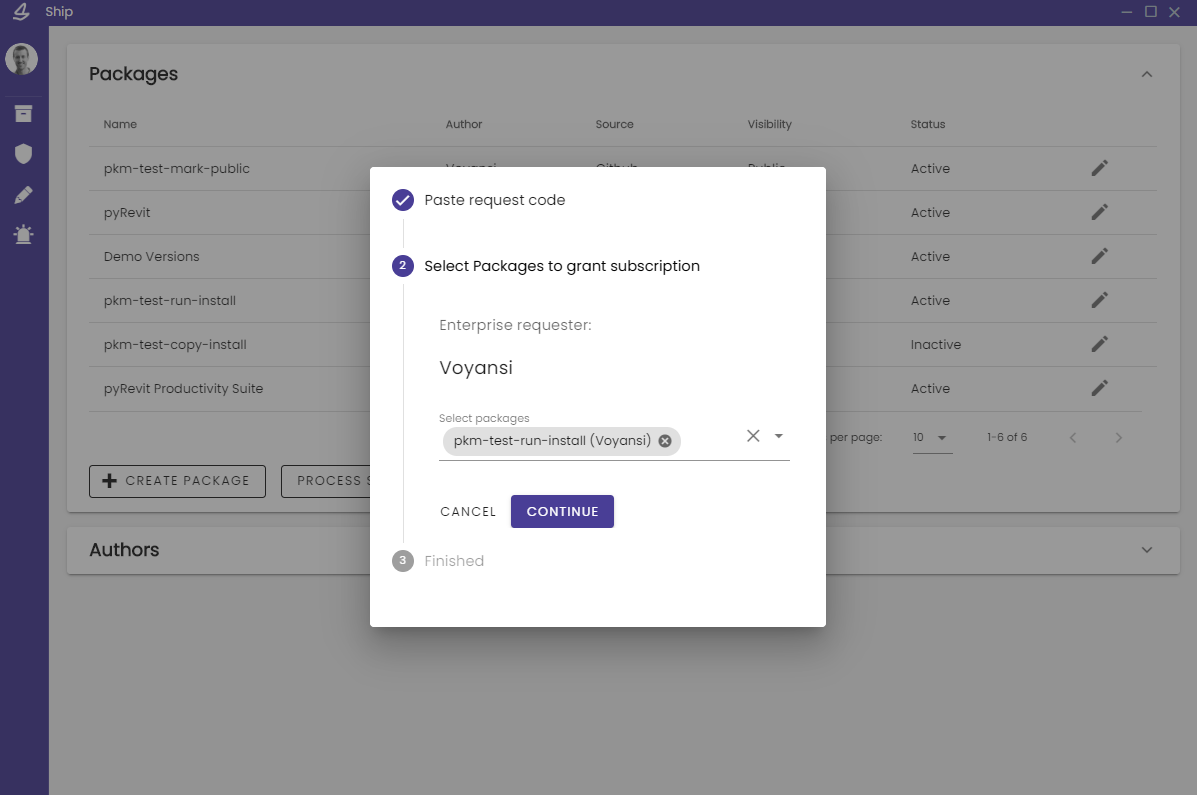 Ship
Packages
Name Author Source Visibility Status
pkm-test-mark-public Voyansi Github Public Active
pyRevit Active
Demo Versions Active
pkm-test-run-install Active
pkm-test-copy-install Inactive
pyRevit Productivity Suite Active
per page: 10 1-6 of 6
CREATE PACKAGE PROCESS S
Authors
Paste request code
2 Select Packages to grant subscription
Enterprise requester:
Voyansi
Select packages
pkm-test-run-install (Voyansi)
CANCEL CONTINUE
3 Finished